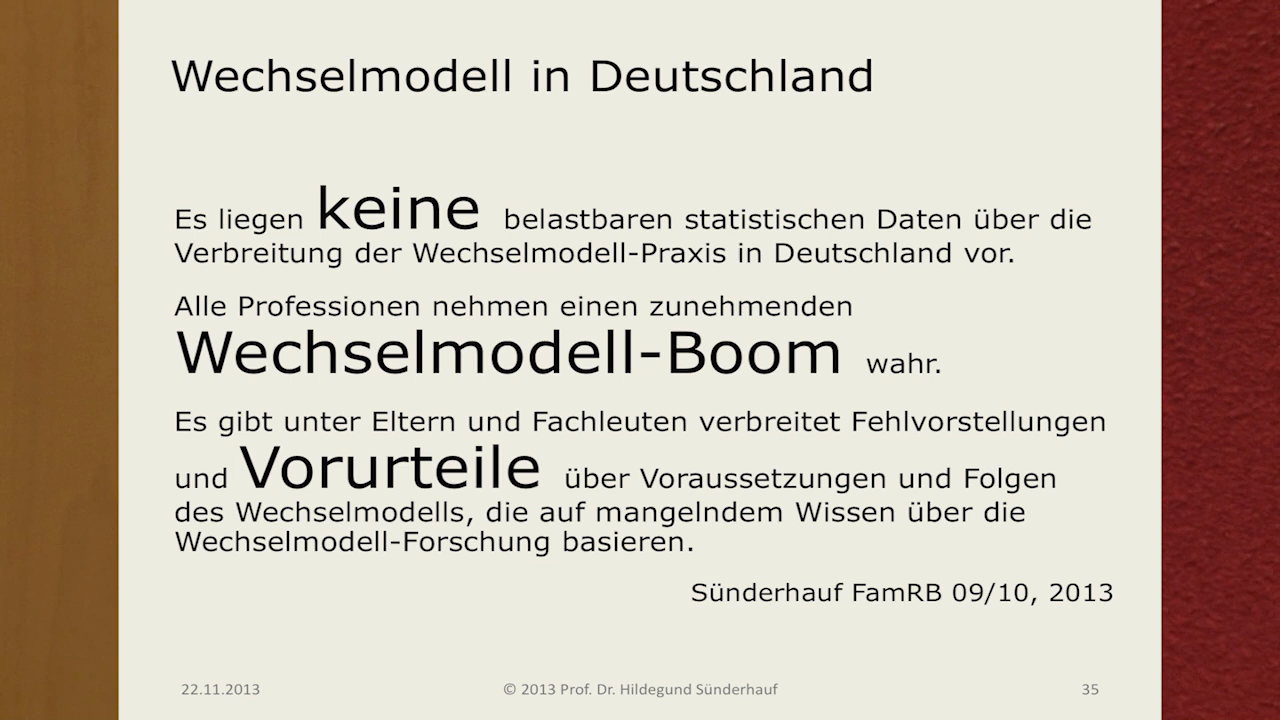 Wechselmodell in Deutschland
Es liegen keine belastbaren statistischen Daten über die
Verbreitung der Wechselmodell-Praxis in Deutschland vor.
Alle Professionen nehmen einen zunehmenden
Wechselmodell-Boom wahr.
Es gibt unter Eltern und Fachleuten verbreitet Fehlvorstellungen
und Vorurteile über Voraussetzungen und Folgen
des Wechselmodells, die auf mangelndem Wissen über die
Wechselmodell-Forschung basieren.
Sünderhauf FamRB 09/10, 2013
22.11.2013 © 2013 Prof. Dr. Hildegund Sünderhauf 35